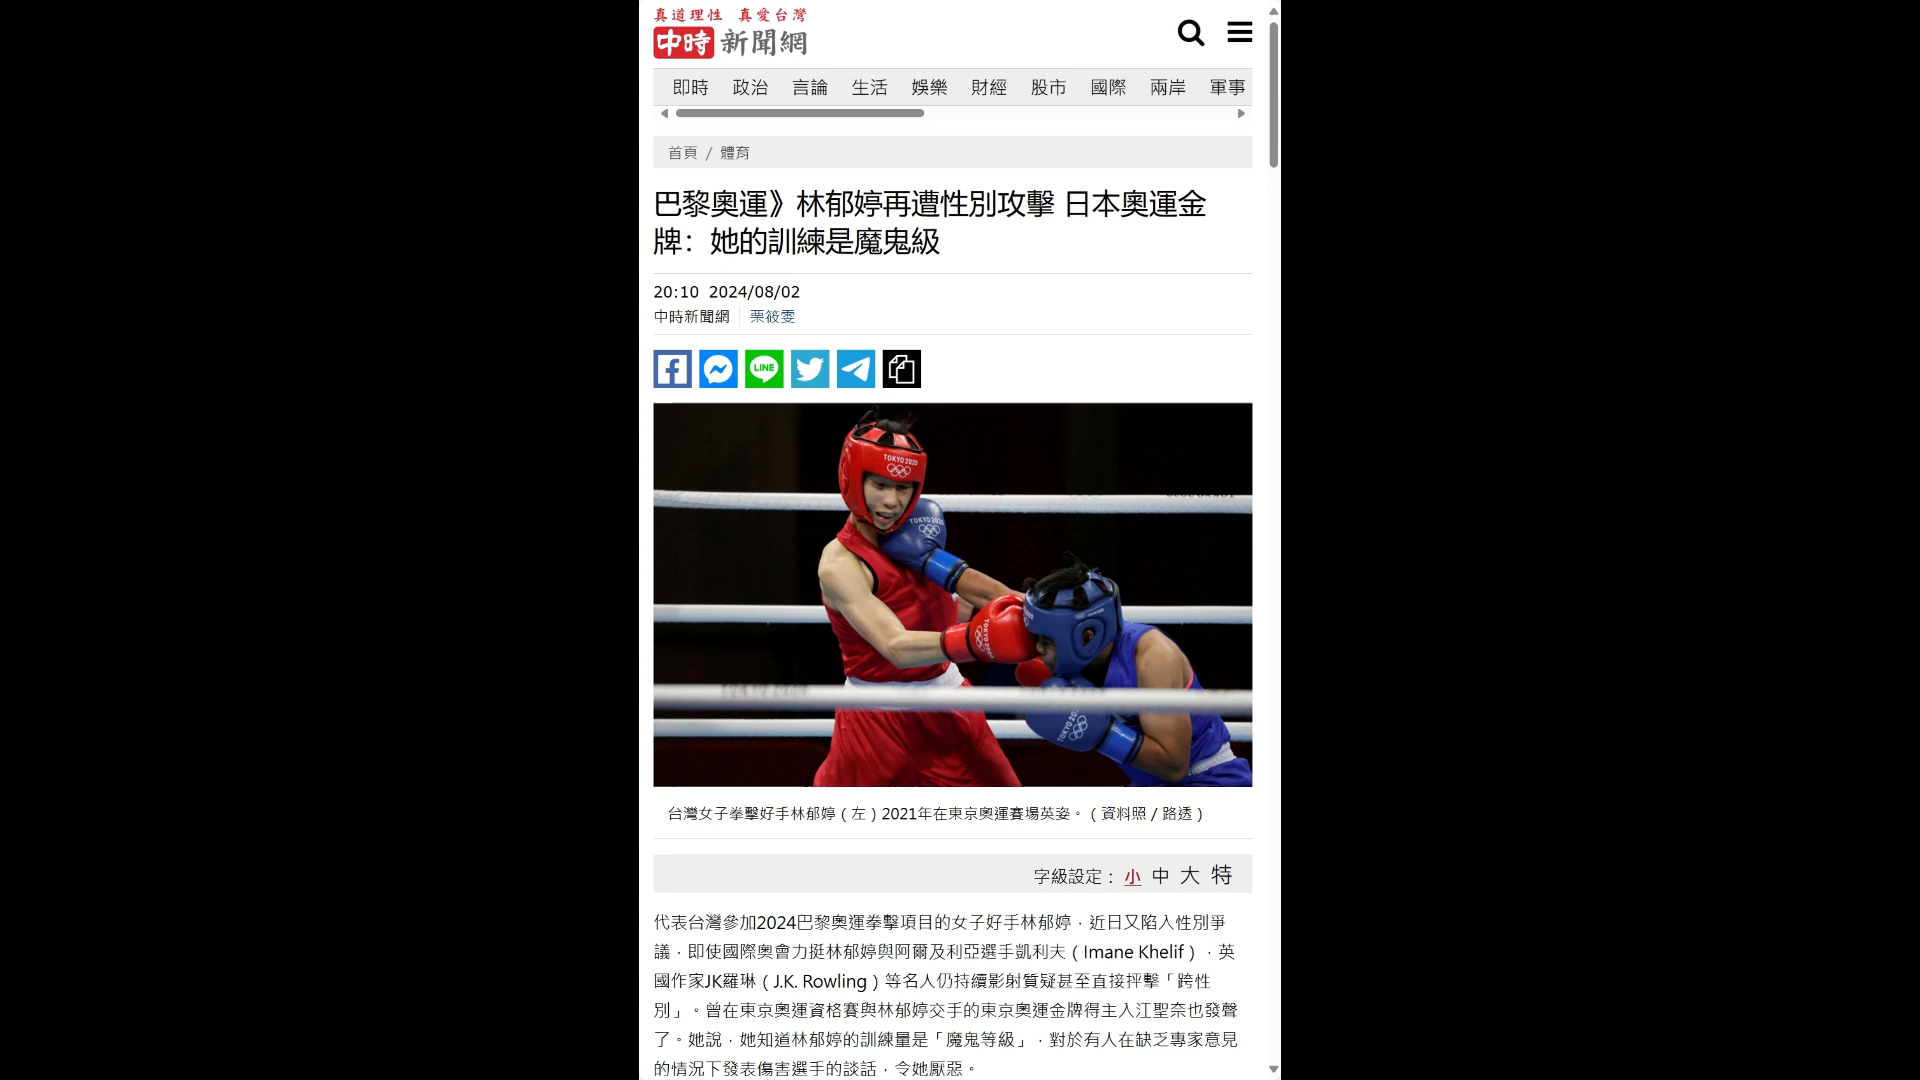 真道理性 真愛台灣
中時 新聞網
即時 政治 言論 生活 娛樂 財經 股市 國際 兩岸 軍事
首頁 / 體育
巴黎奧運》林郁婷再遭性別攻擊 日本奧運金
牌：她的訓練是魔鬼級
20:10 2024/08/02
中時新聞網 栗筱雯
LINE
TOKYO 2020
TOKYO 2020
TOKYO 2020
TOKYO 2020
台灣女子拳擊好手林郁婷（左）2021年在東京奧運賽場英姿。（資料照／路透）
字級設定： 小 中 大 特
代表台灣參加2024巴黎奧運拳擊項目的女子好手林郁婷，近日又陷入性別爭
議，即使國際奧會力挺林郁婷與阿爾及利亞選手凱利夫（Imane Khelif），英
國作家JK羅琳（J.K. Rowling）等名人仍持續影射質疑甚至直接抨擊「跨性
別」。曾在東京奧運資格賽與林郁婷交手的東京奧運金牌得主入江聖奈也發聲
了。她說，她知道林郁婷的訓練量是「魔鬼等級」，對於有人在缺乏專家意見
的情況下發表傷害選手的談話，令她厭惡。